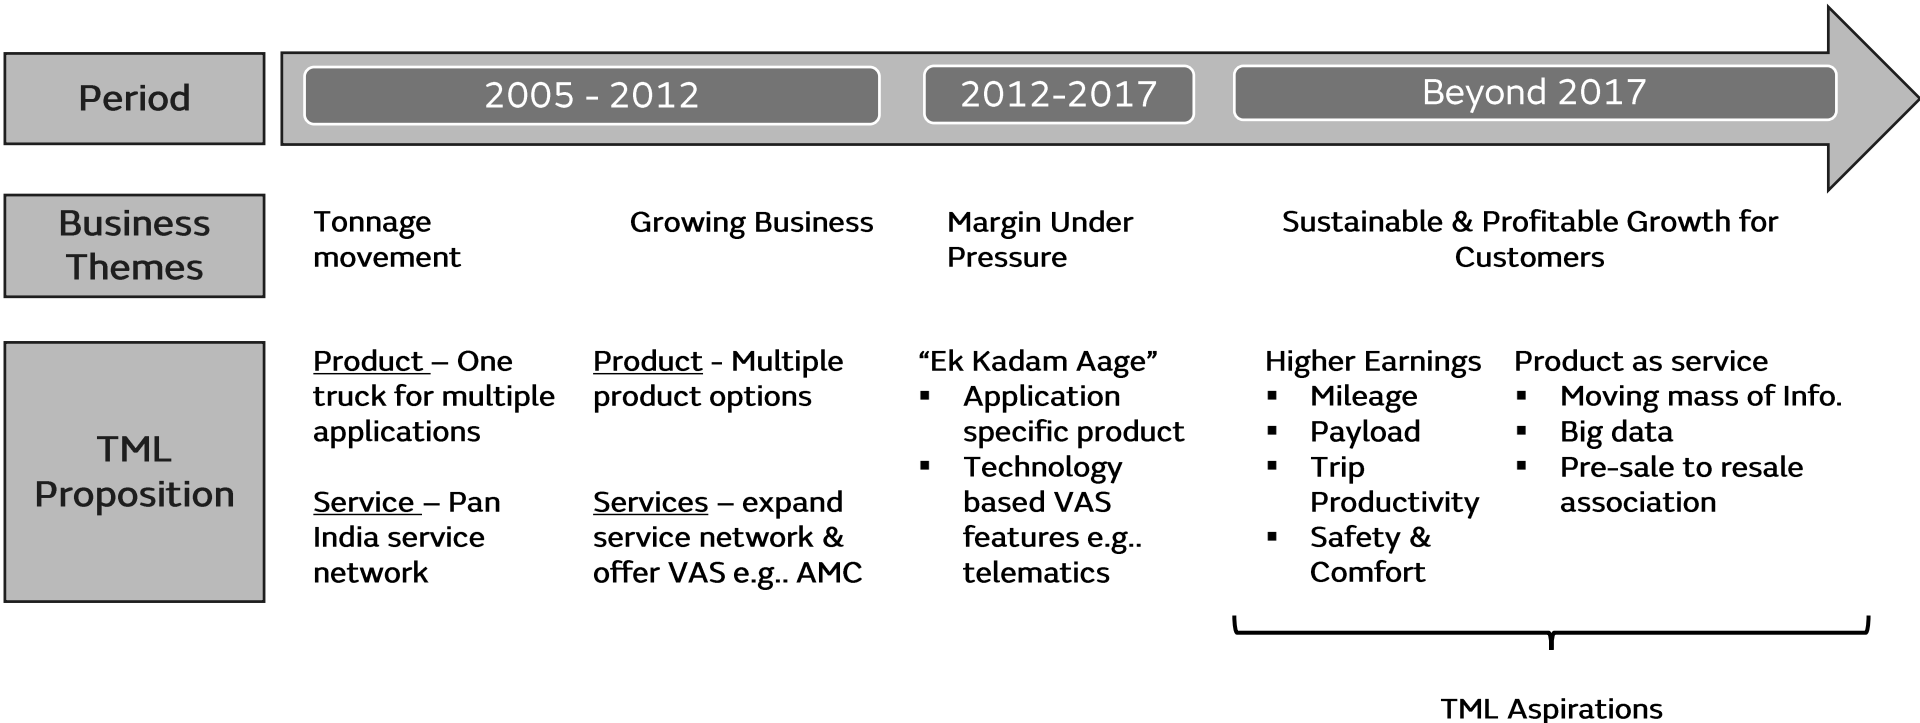 Period
2005 - 2012
2012-2017
Beyond 2017
Business
Themes
Tonnage
movement
Growing Business
Margin Under
Pressure
Sustainable & Profitable Growth for
Customers
TML
Proposition
Product – One
truck for multiple
applications
Service – Pan
India service
network
Product - Multiple
product options
Services – expand
service network &
offer VAS e.g.. AMC
“Ek Kadam Aage”
▪ Application
specific product
▪ Technology
based VAS
features e.g..
telematics
Higher Earnings
▪ Mileage
▪ Payload
▪ Trip
Productivity
▪ Safety &
Comfort
Product as service
▪ Moving mass of Info.
▪ Big data
▪ Pre-sale to resale
association
TML Aspirations